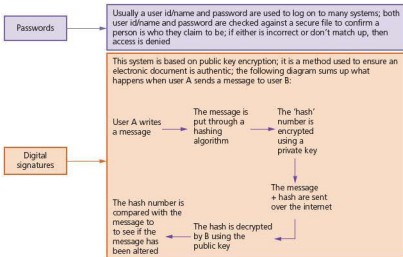 Passwords
Usually a user id/name and password are used to log on to many systems; both
user id/name and password are checked against a secure file to confirm a
person is who they claim to be; if either is incorrect or don't match up, then
access is denied
Digital
signatures
This system is based on public key encryption; it is a method used to ensure an
electronic document is authentic; the following diagram sums up what
happens when user A sends a message to user B:
User A writes
a message
The message is
put through a
hashing
algorithm
The 'hash'
number is
encrypted
using a
private key
The message
+ hash are sent
over the internet
The hash is decrypted
by B using the
public key
The hash number is
compared with the
message to
to see if the
message has
been altered